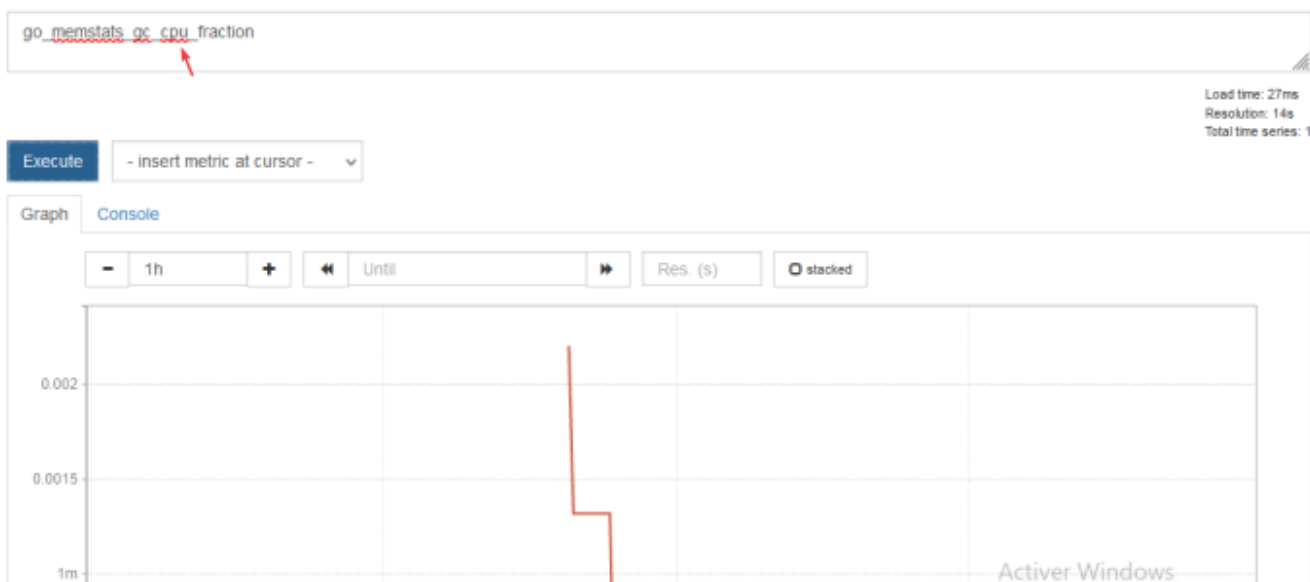 go_memstats_gc_cpu_fraction
Load time: 27ms
Resolution: 14s
Total time series: 1
Execute
- insert metric at cursor -
Graph
Console
1h
Until
Res. (s)
stacked
0.002
0.0015
1m
Activer Windows